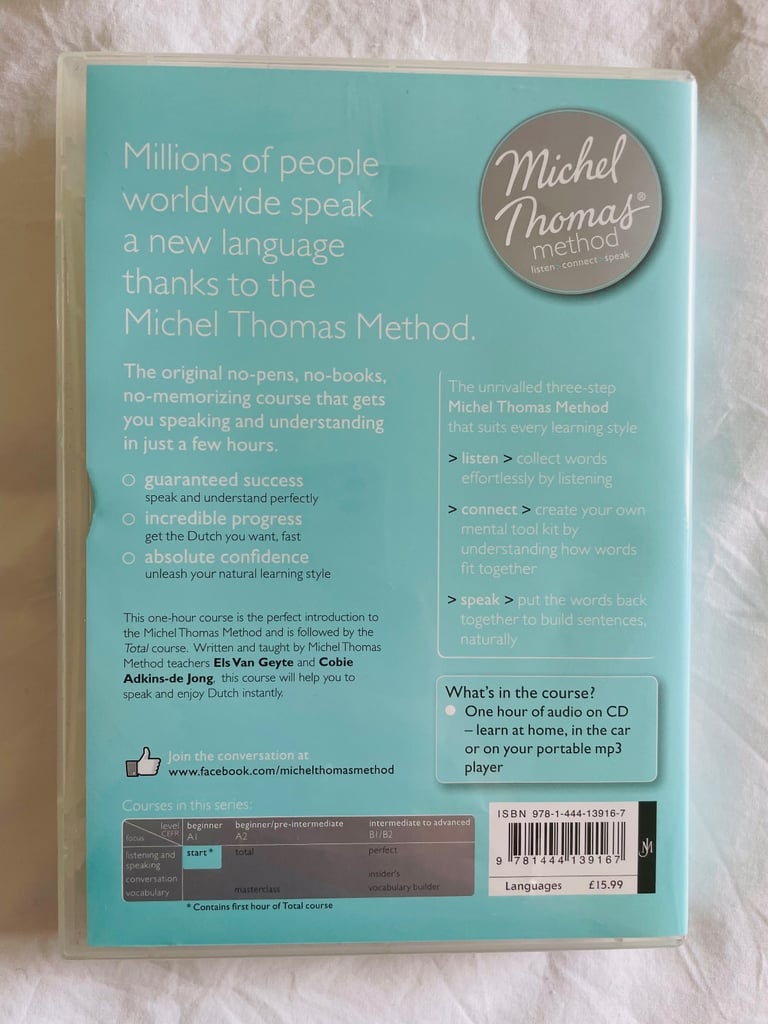 Millions of people
worldwide speak
a new language
thanks to the
Michel Thomas Method.
Michel
Thomas®
method
listen · connect · speak
The original no-pens, no-books,
no-memorizing course that gets
you speaking and understanding
in just a few hours.
guaranteed success
speak and understand perfectly
incredible progress
get the Dutch you want, fast
absolute confidence
unleash your natural learning style
This one-hour course is the perfect introduction to
the Michel Thomas Method and is followed by the
Total course. Written and taught by Michel Thomas
Method teachers Els Van Geyte and Cobie
Adkins-de Jong, this course will help you to
speak and enjoy Dutch instantly.
The unrivalled three-step
Michel Thomas Method
that suits every learning style
> listen > collect words
effortlessly by listening
> connect > create your own
mental tool kit by
understanding how words
fit together
> speak > put the words back
together to build sentences,
naturally
What's in the course?
One hour of audio on CD
– learn at home, in the car
or on your portable mp3
player
Join the conversation at
www.facebook.com/michelthomasmethod
Courses in this series:
level beginner beginner/pre-intermediate intermediate to advanced
focus CEFR A1 A2 B1/B2
listening and start* total perfect
speaking
conversation insider's
vocabulary masterclass vocabulary builder
* Contains first hour of Total course
ISBN 978-1-444-13916-7
9 781444 139167
Languages £15.99
JM